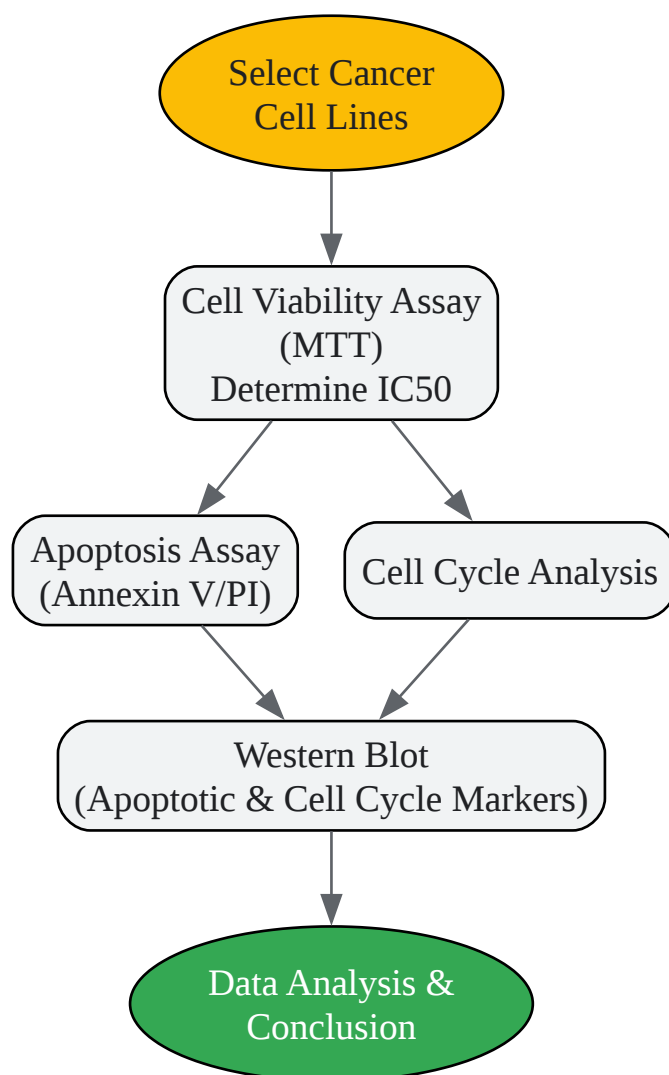 Select Cancer
Cell Lines
Cell Viability Assay
(MTT)
Determine IC50
Apoptosis Assay
(Annexin V/PI)
Cell Cycle Analysis
Western Blot
(Apoptotic & Cell Cycle Markers)
Data Analysis &
Conclusion